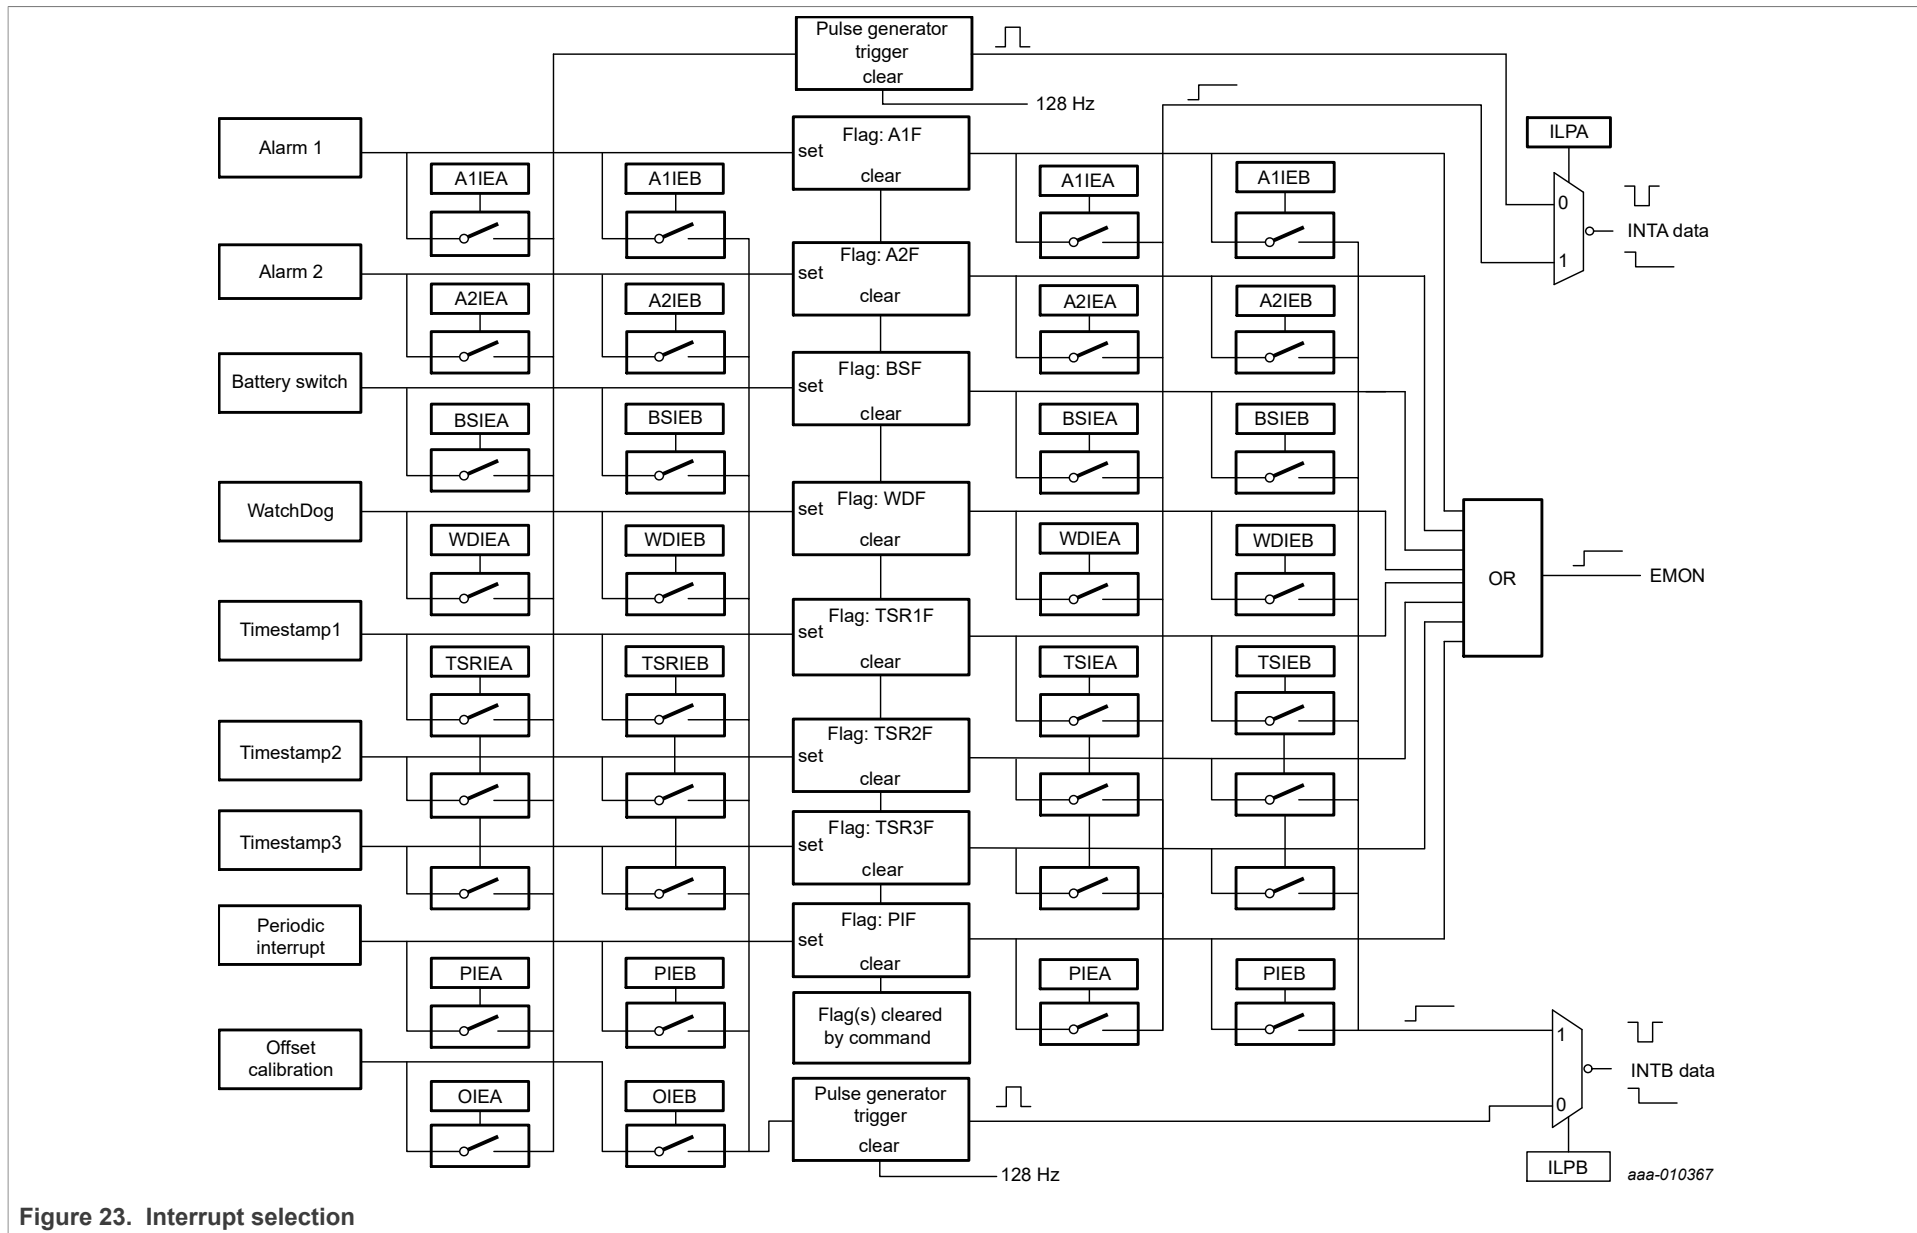 Pulse generator
trigger
clear
128 Hz
Alarm 1
set
Flag: A1F
clear
ILPA
A1IEA
A1IEB
A1IEA
A1IEB
0
1
INTA data
Alarm 2
set
Flag: A2F
clear
A2IEA
A2IEB
A2IEA
A2IEB
Battery switch
set
Flag: BSF
clear
BSIEA
BSIEB
BSIEA
BSIEB
WatchDog
set
Flag: WDF
clear
WDIEA
WDIEB
WDIEA
WDIEB
OR
EMON
Timestamp1
set
Flag: TSR1F
clear
TSRIEA
TSRIEB
TSIEA
TSIEB
Timestamp2
set
Flag: TSR2F
clear
Timestamp3
set
Flag: TSR3F
clear
Periodic
interrupt
set
Flag: PIF
clear
PIEA
PIEB
PIEA
PIEB
Flag(s) cleared
by command
Offset
calibration
1
0
INTB data
OIEA
OIEB
Pulse generator
trigger
clear
128 Hz
ILPB
aaa-010367
Figure 23. Interrupt selection